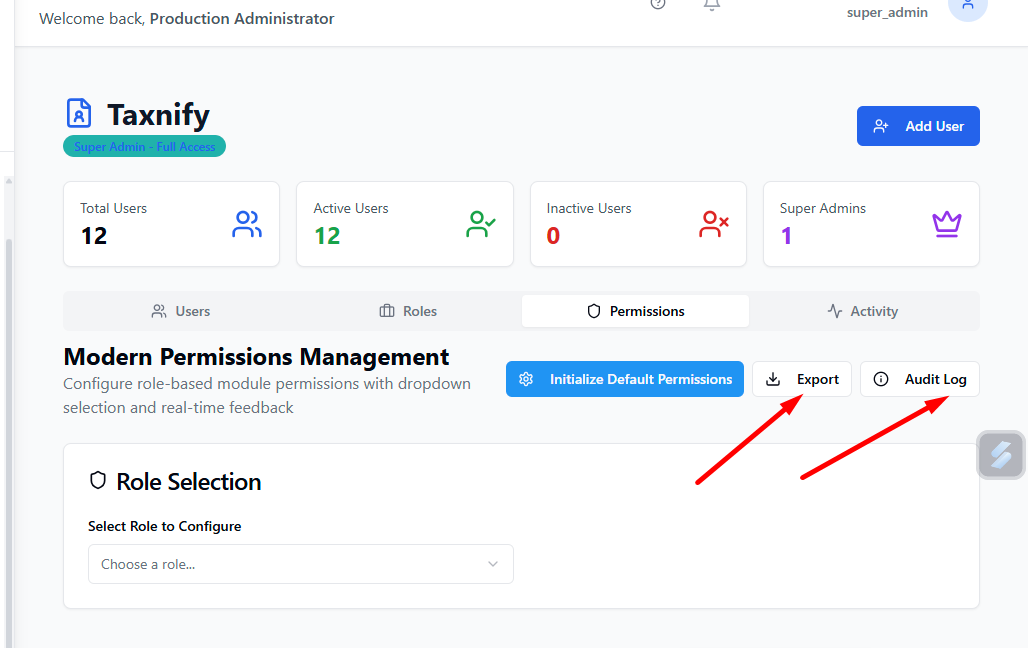 Welcome back, Production Administrator
super_admin
Taxnify
Super Admin - Full Access
Add User
Total Users
12
Active Users
12
Inactive Users
0
Super Admins
1
Users
Roles
Permissions
Activity
Modern Permissions Management
Configure role-based module permissions with dropdown
selection and real-time feedback
Initialize Default Permissions
Export
Audit Log
Role Selection
Select Role to Configure
Choose a role...